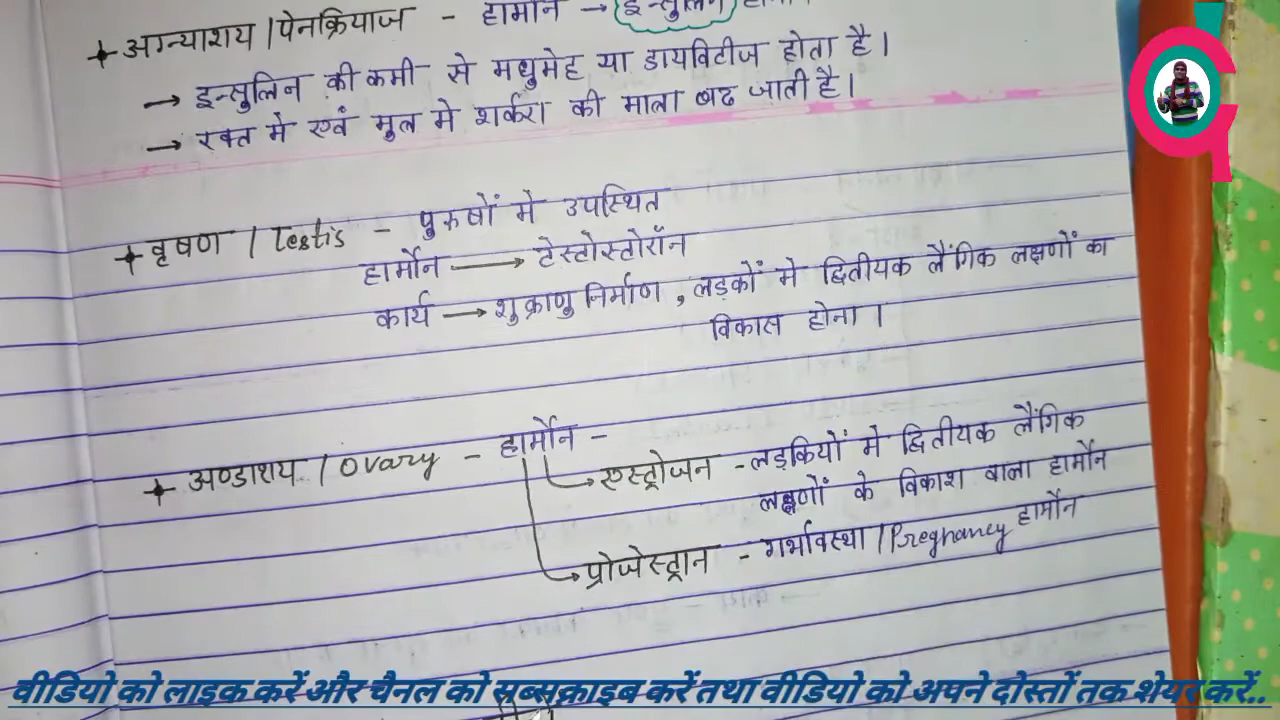 अग्न्याशय / पेनक्रियाज - हार्मोन → इन्सुलिन
→ इन्सुलिन की कमी से मधुमेह या डायविटीज होता है।
→ रक्त मे एवं मुत्र मे शर्करा की मात्रा बढ जाती है।
वृषण / Testis - पुरुषों मे उपस्थित
हार्मोन → टेस्टोस्टोरॉन
कार्य → शुक्राणु निर्माण, लड़कों मे द्वितीयक लैंगिक लक्षणों का
विकास होना।
अण्डाशय / Ovary - हार्मोन -
एस्ट्रोजन - लड़कियों मे द्वितीयक लैंगिक
लक्षणों के विकाश वाला हार्मोन
प्रोजेस्ट्रान - गर्भावस्था / Pregnancy हार्मोन
वीडियो को लाइक करें और चैनल को सब्सक्राइब करें तथा वीडियो को अपने दोस्तों तक शेयर करें..